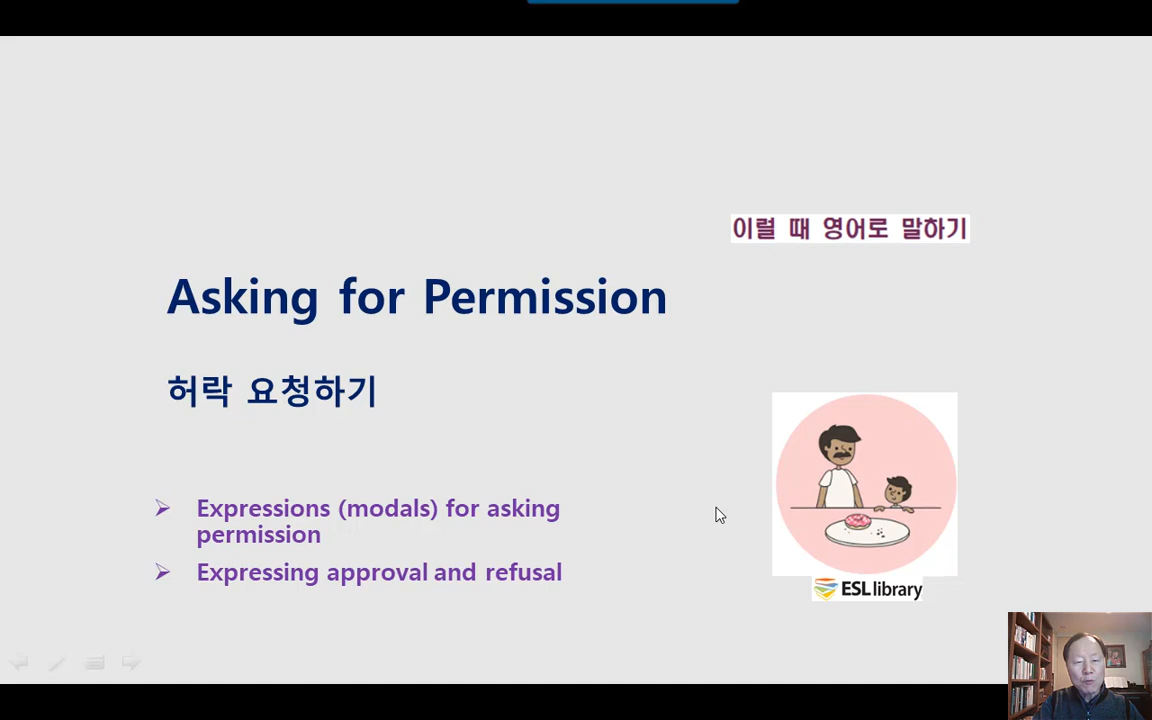 이럴 때 영어로 말하기
Asking for Permission
허락 요청하기
Expressions (modals) for asking
permission
Expressing approval and refusal
ESL library